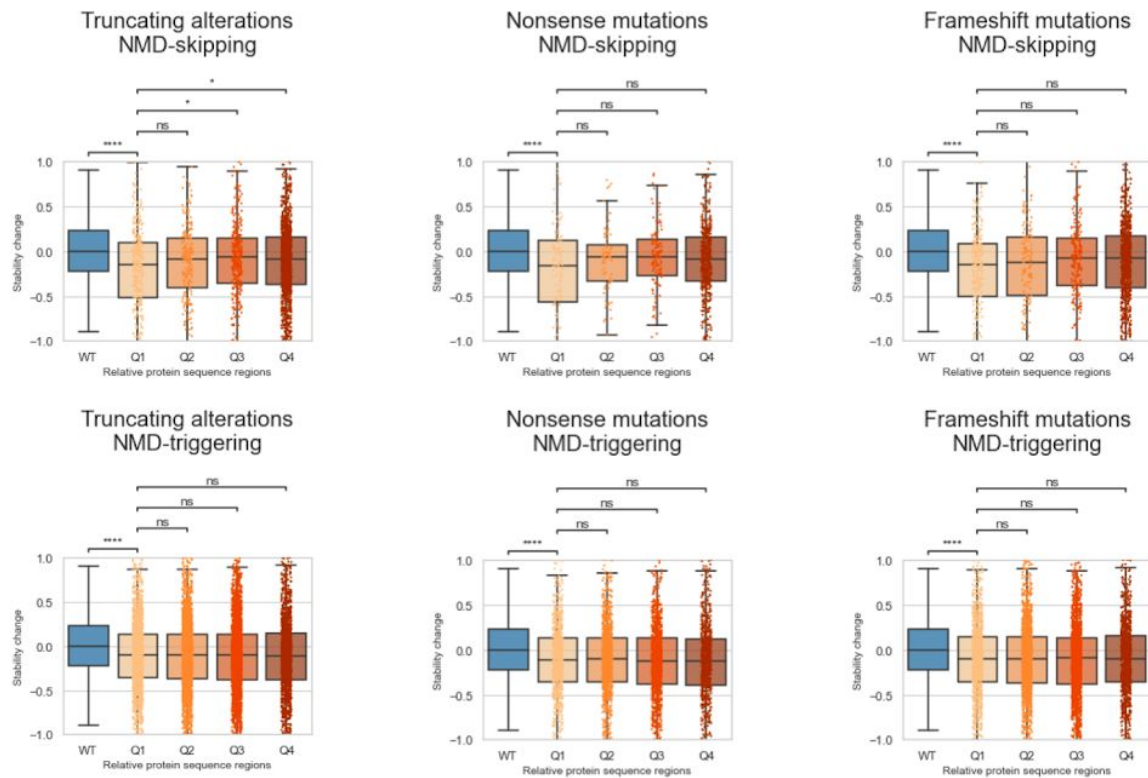 Truncating alterations
NMD-skipping
*
*
ns
****
1.0
0.5
0.0
−0.5
−1.0
Stability change
WT Q1 Q2 Q3 Q4
Relative protein sequence regions
Nonsense mutations
NMD-skipping
ns
ns
ns
****
1.0
0.5
0.0
−0.5
−1.0
Stability change
WT Q1 Q2 Q3 Q4
Relative protein sequence regions
Frameshift mutations
NMD-skipping
ns
ns
ns
****
1.0
0.5
0.0
−0.5
−1.0
Stability change
WT Q1 Q2 Q3 Q4
Relative protein sequence regions
Truncating alterations
NMD-triggering
ns
ns
ns
****
1.0
0.5
0.0
−0.5
−1.0
Stability change
WT Q1 Q2 Q3 Q4
Relative protein sequence regions
Nonsense mutations
NMD-triggering
ns
ns
ns
****
1.0
0.5
0.0
−0.5
−1.0
Stability change
WT Q1 Q2 Q3 Q4
Relative protein sequence regions
Frameshift mutations
NMD-triggering
ns
ns
ns
****
1.0
0.5
0.0
−0.5
−1.0
Stability change
WT Q1 Q2 Q3 Q4
Relative protein sequence regions